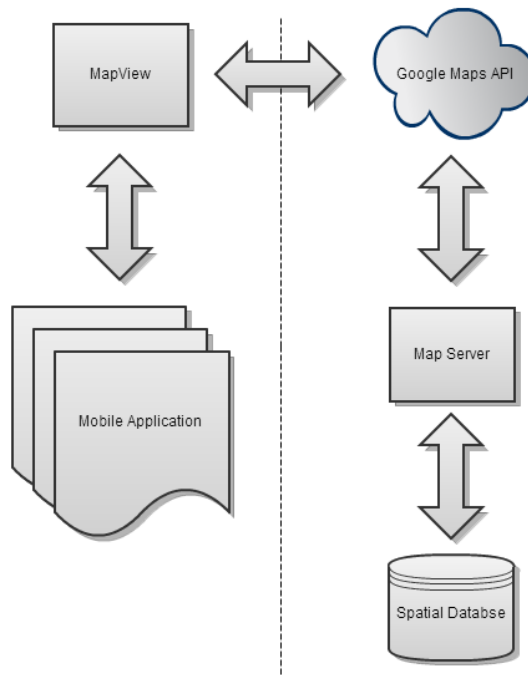 MapView
Google Maps API
Mobile Application
Map Server
Spatial Databse